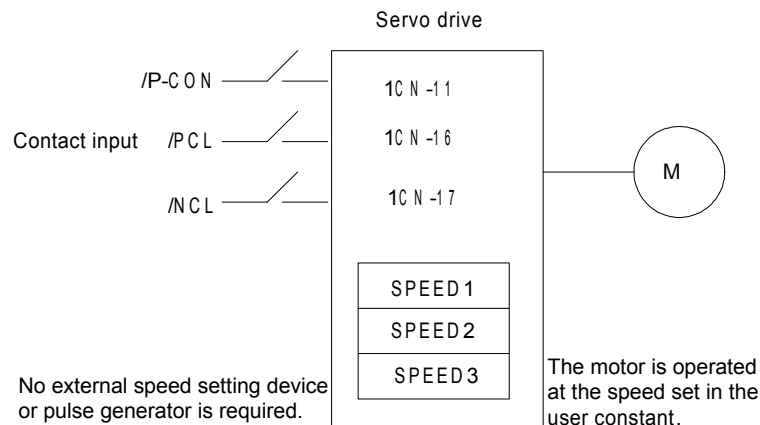 Servo drive
/P-CON
1CN-11
Contact input
/PCL
1CN-16
M
/NCL
1CN-17
SPEED1
SPEED2
SPEED3
No external speed setting device
or pulse generator is required.
The motor is operated
at the speed set in the
user constant.